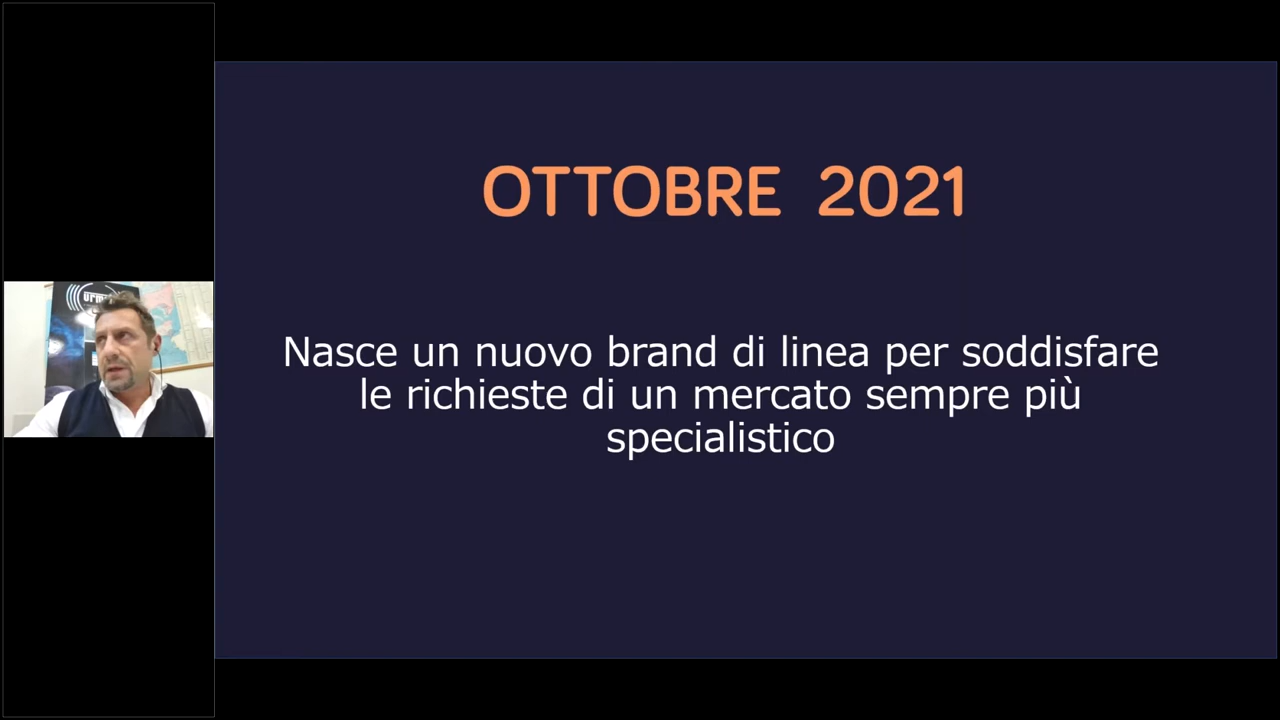 OTTOBRE 2021
Nasce un nuovo brand di linea per soddisfare
le richieste di un mercato sempre più
specialistico